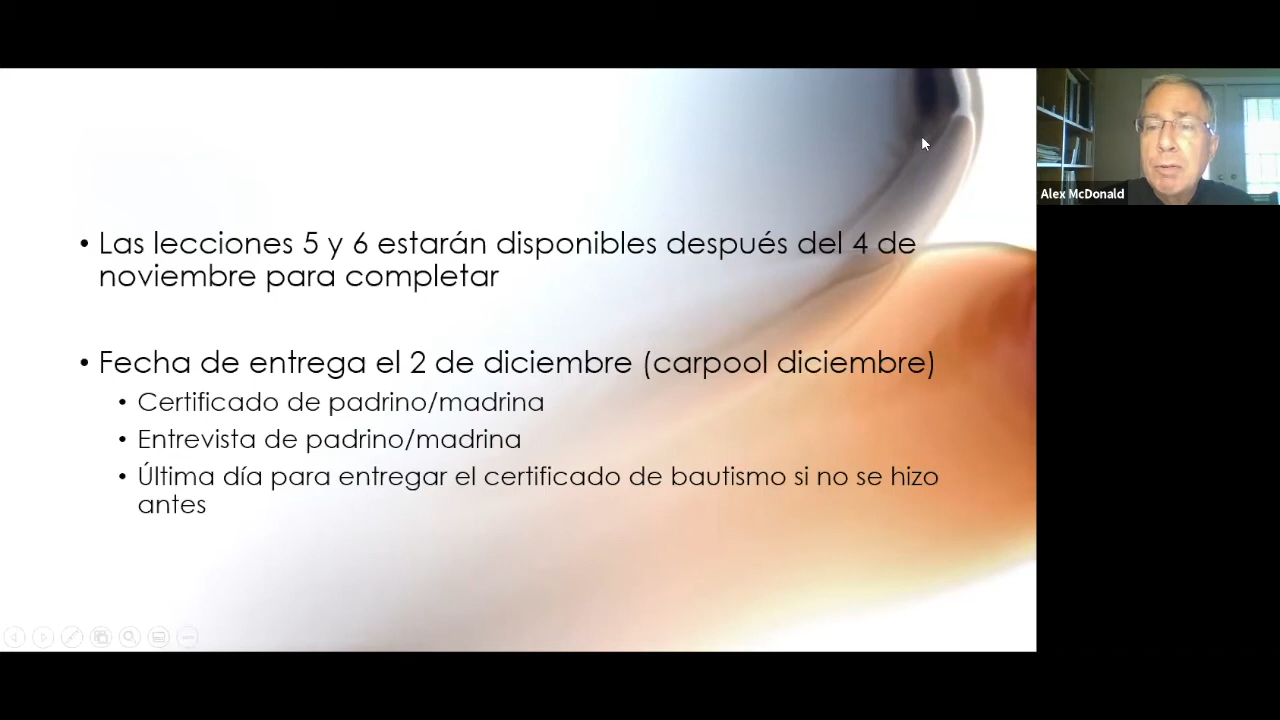 • Las lecciones 5 y 6 estarán disponibles después del 4 de
noviembre para completar
• Fecha de entrega el 2 de diciembre (carpool diciembre)
• Certificado de padrino/madrina
• Entrevista de padrino/madrina
• Última día para entregar el certificado de bautismo si no se hizo
antes
Alex McDonald